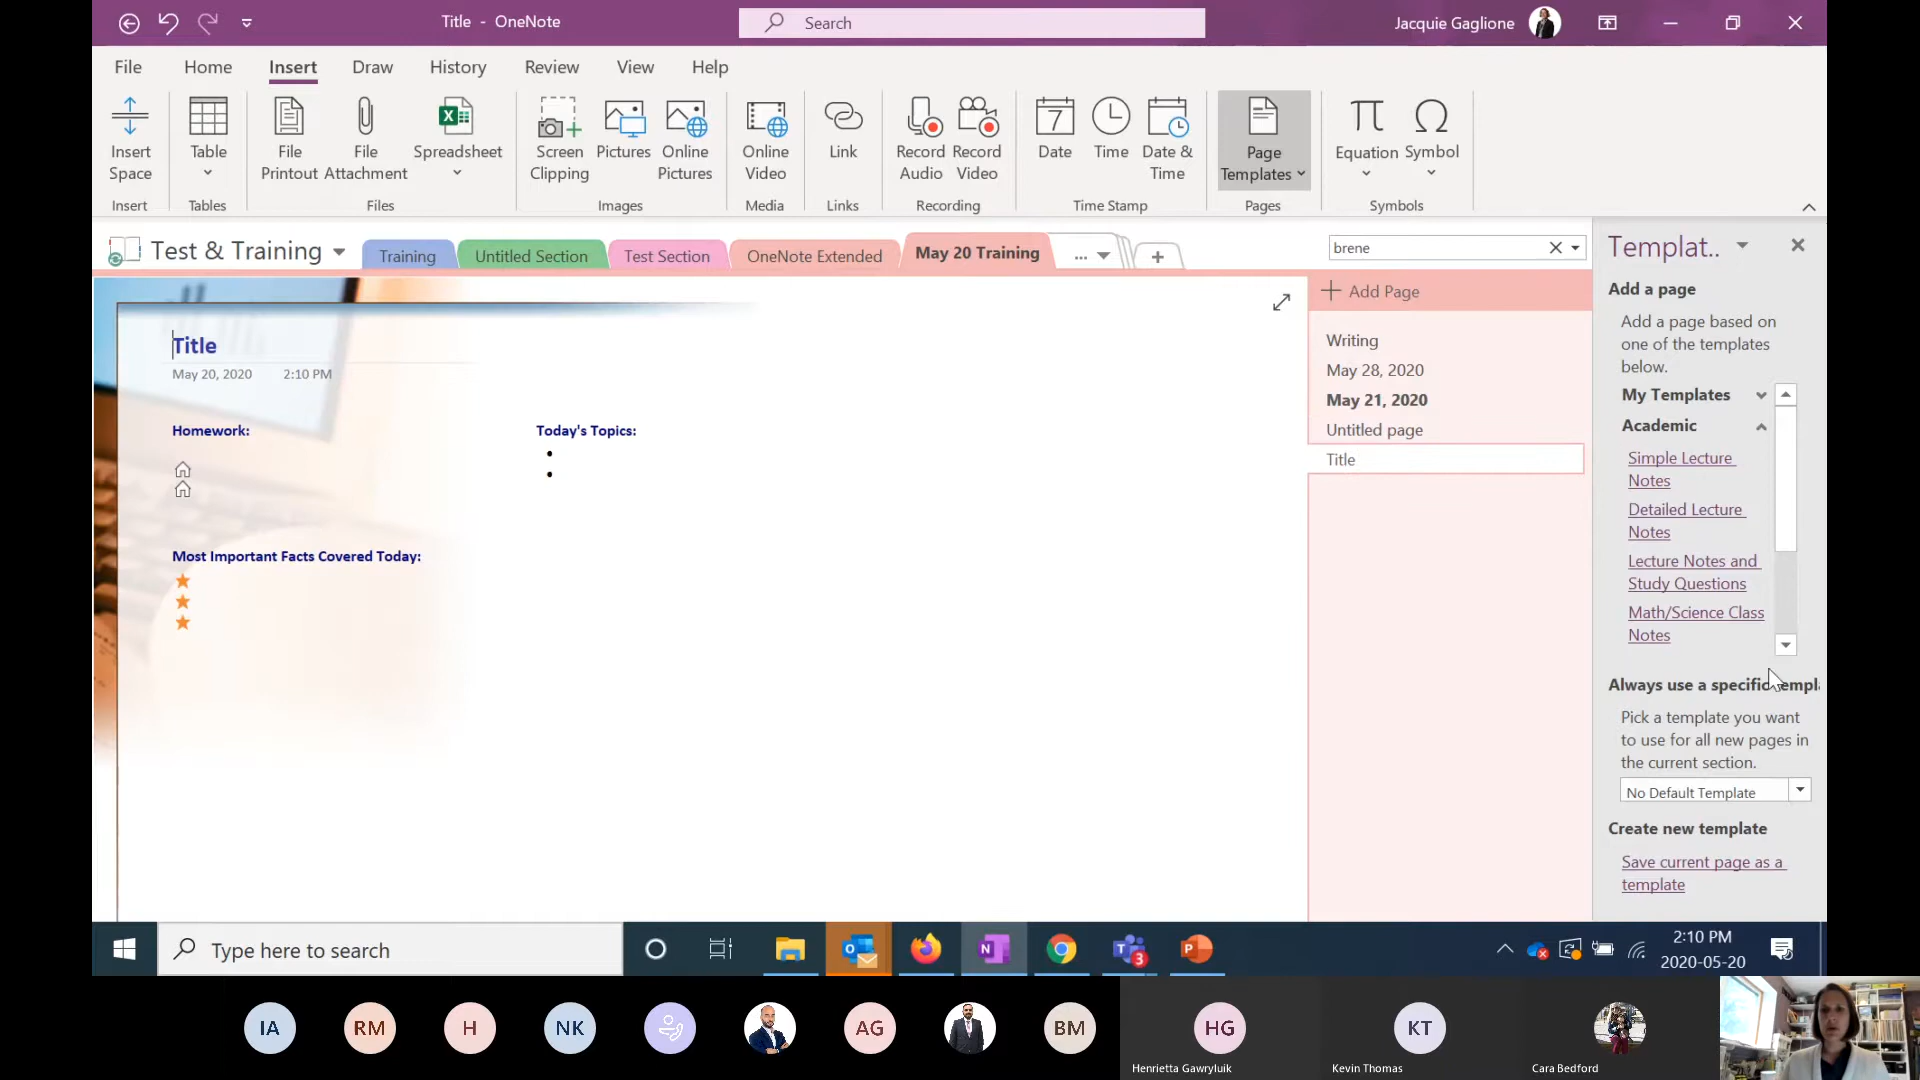 Title - OneNote
Search
Jacquie Gaglione
File Home Insert Draw History Review View Help
Insert Space
Table
File Printout
File Attachment
Spreadsheet
Screen Clipping
Pictures
Online Pictures
Online Video
Link
Record Audio
Record Video
7
Date
Time
Date & Time
Page Templates
π
Equation
Ω
Symbol
Insert Tables Files Images Media Links Recording Time Stamp Pages Symbols
Test & Training
Training
Untitled Section
Test Section
OneNote Extended
May 20 Training
...
brene
Templat..
Add a page
Add a page based on
one of the templates
below.
My Templates
Academic
Simple Lecture
Notes
Detailed Lecture
Notes
Lecture Notes and
Study Questions
Math/Science Class
Notes
Always use a specific templ
Pick a template you want
to use for all new pages in
the current section.
No Default Template
Create new template
Save current page as a
template
Add Page
Writing
May 28, 2020
May 21, 2020
Untitled page
Title
Title
May 20, 2020 2:10 PM
Homework:
Today's Topics:
Most Important Facts Covered Today:
Type here to search
2:10 PM
2020-05-20
3
IA
RM
H
NK
AG
BM
HG
Henrietta Gawryluik
KT
Kevin Thomas
Cara Bedford